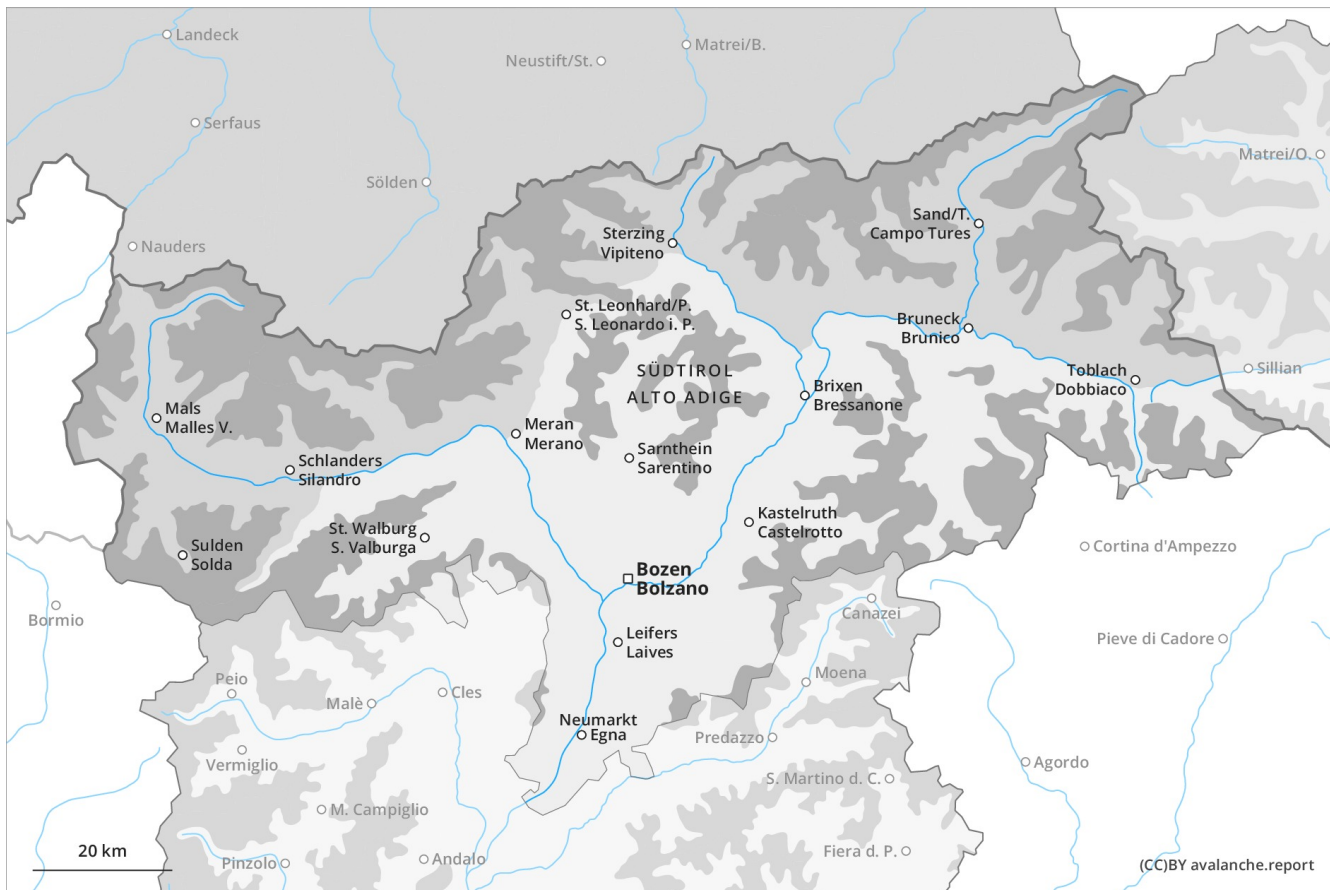 Landeck
Matrei/B.
Neustift/St.
Serfaus
Matrei/O.
Sölden
Sand/T.
Campo Tures
Nauders
Sterzing
Vipiteno
St. Leonhard/P.
S. Leonardo i. P.
Bruneck
Brunico
SÜDTIROL
ALTO ADIGE
Toblach
Dobbiaco
Sillian
Brixen
Bressanone
Mals
Malles V.
Meran
Merano
Sarnthein
Sarentino
Schlanders
Silandro
Kastelruth
Castelrotto
St. Walburg
S. Valburga
Sulden
Solda
Cortina d'Ampezzo
Bozen
Bolzano
Bormio
Canazei
Leifers
Laives
Pieve di Cadore
Peio
Moena
Malè
Cles
Neumarkt
Egna
Predazzo
Vermiglio
Agordo
S. Martino d. C.
M. Campiglio
20 km
Pinzolo
Andalo
Fiera d. P.
(CC)BY avalanche.report